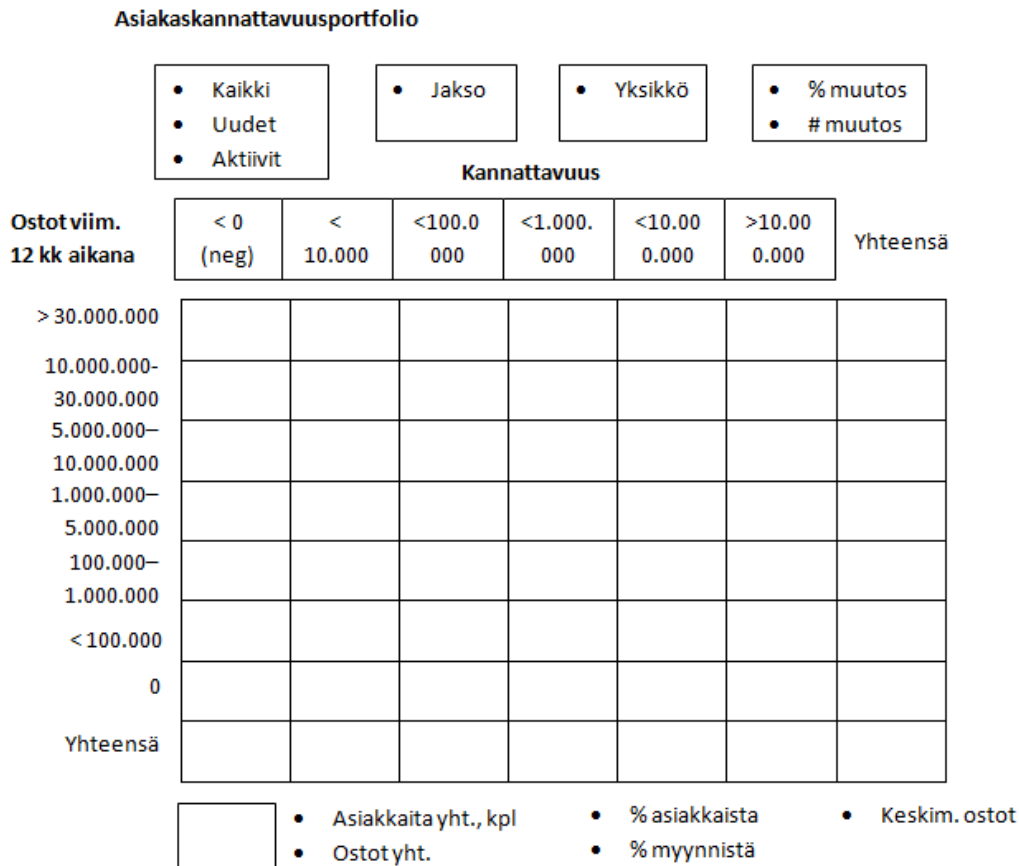 Asiakaskannattavuusportfolio
• Kaikki
• Uudet
• Aktiivit
• Jakso
• Yksikkö
• % muutos
• # muutos
Kannattavuus
Ostot viim.
12 kk aikana
< 0
(neg)
<
10.000
<100.0
000
<1.000.
000
<10.00
0.000
>10.00
0.000
Yhteensä
> 30.000.000
10.000.000-
30.000.000
5.000.000–
10.000.000
1.000.000–
5.000.000
100.000–
1.000.000
< 100.000
0
Yhteensä
• Asiakkaita yht., kpl
• Ostot yht.
• % asiakkaista
• % myynnistä
• Keskim. ostot